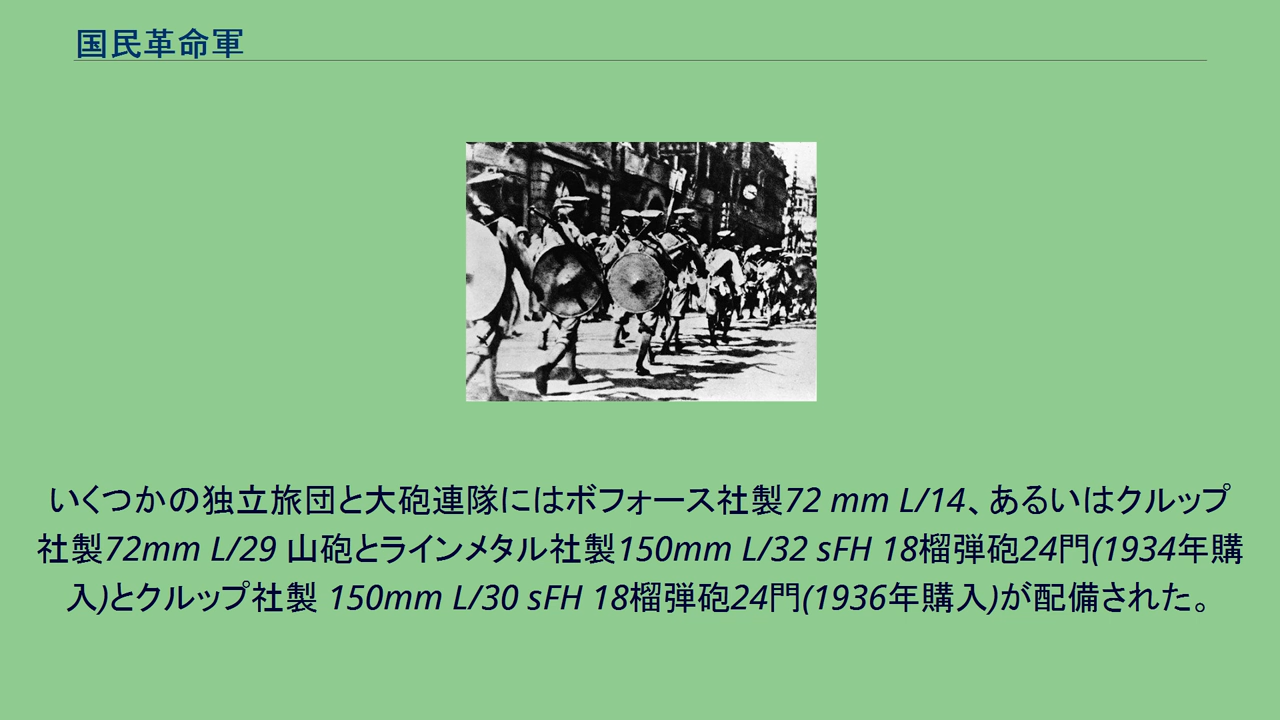 国民革命軍
いくつかの独立旅団と大砲連隊にはボフォース社製72 mm L/14、あるいはクルップ
社製72mm L/29 山砲とラインメタル社製150mm L/32 sFH 18榴弾砲24門(1934年購
入)とクルップ社製 150mm L/30 sFH 18榴弾砲24門(1936年購入)が配備された。